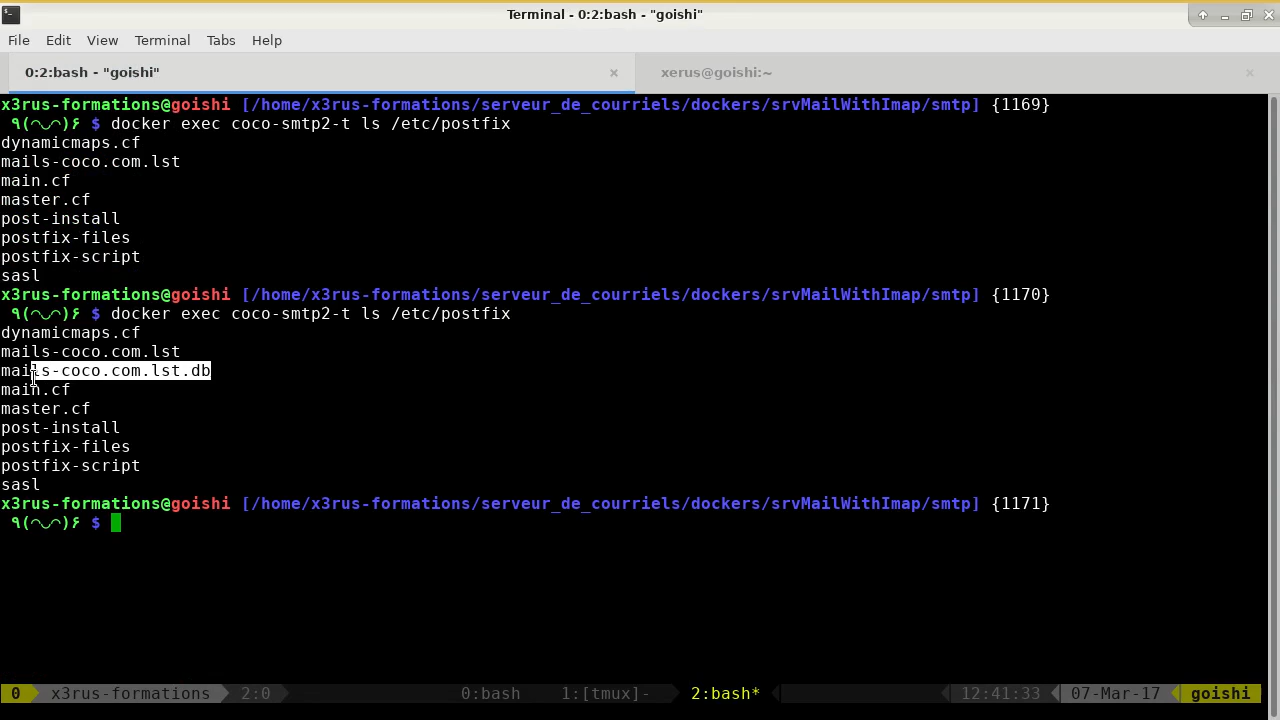 Terminal - 0:2:bash - "goishi"
File Edit View Terminal Tabs Help
0:2:bash - "goishi" xerus@goishi:~
x3rus-formations@goishi [/home/x3rus-formations/serveur_de_courriels/dockers/srvMailWithImap/smtp] {1169}
٩(◠◡◠)۶ $ docker exec coco-smtp2-t ls /etc/postfix
dynamicmaps.cf
mails-coco.com.lst
main.cf
master.cf
post-install
postfix-files
postfix-script
sasl
x3rus-formations@goishi [/home/x3rus-formations/serveur_de_courriels/dockers/srvMailWithImap/smtp] {1170}
٩(◠◡◠)۶ $ docker exec coco-smtp2-t ls /etc/postfix
dynamicmaps.cf
mails-coco.com.lst
mails-coco.com.lst.db
main.cf
master.cf
post-install
postfix-files
postfix-script
sasl
x3rus-formations@goishi [/home/x3rus-formations/serveur_de_courriels/dockers/srvMailWithImap/smtp] {1171}
٩(◠◡◠)۶ $
0 x3rus-formations 2:0 0:bash 1:[tmux]- 2:bash* 12:41:33 07-Mar-17 goishi